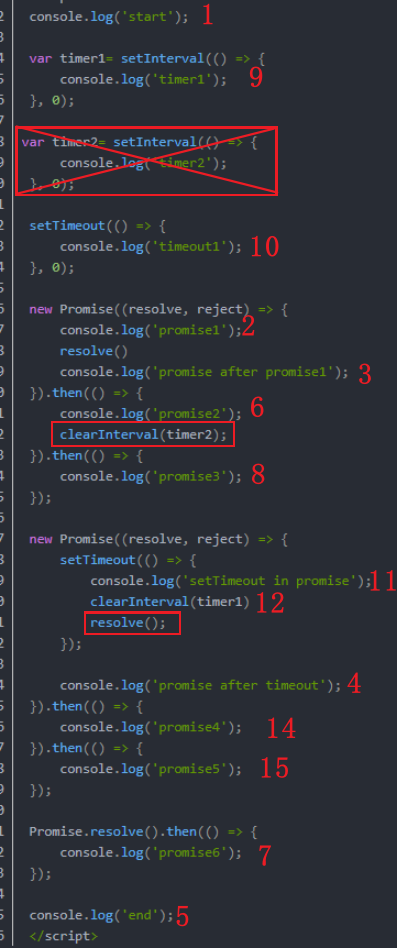 console.log('start'); 1
var timer1= setInterval(() => {
console.log('timer1'); 9
}, 0);
var timer2= setInterval(() => {
console.log('timer2');
}, 0);
setTimeout(() => {
console.log('timeout1'); 10
}, 0);
new Promise((resolve, reject) => {
console.log('promise1'); 2
resolve()
console.log('promise after promise1'); 3
}).then(() => {
console.log('promise2'); 6
clearInterval(timer2);
}).then(() => {
console.log('promise3'); 8
});
new Promise((resolve, reject) => {
setTimeout(() => {
console.log('setTimeout in promise'); 11
clearInterval(timer1) 12
resolve();
});
console.log('promise after timeout'); 4
}).then(() => {
console.log('promise4'); 14
}).then(() => {
console.log('promise5'); 15
});
Promise.resolve().then(() => {
console.log('promise6'); 7
});
console.log('end'); 5
</script>